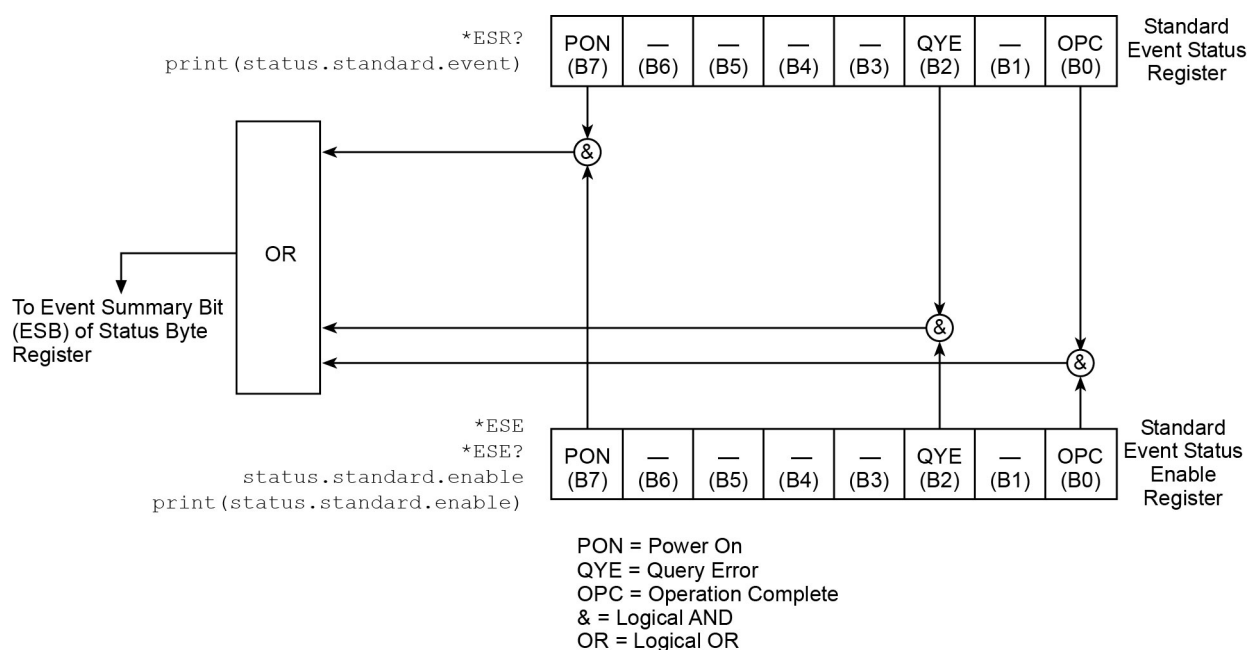 *ESR?
print(status.standard.event)
PON — — — — QYE — OPC
(B7) (B6) (B5) (B4) (B3) (B2) (B1) (B0)
Standard
Event Status
Register
&
OR
To Event Summary Bit
(ESB) of Status Byte
Register
&
&
*ESE
*ESE?
status.standard.enable
print(status.standard.enable)
PON — — — — QYE — OPC
(B7) (B6) (B5) (B4) (B3) (B2) (B1) (B0)
Standard
Event Status
Enable
Register
PON = Power On
QYE = Query Error
OPC = Operation Complete
& = Logical AND
OR = Logical OR